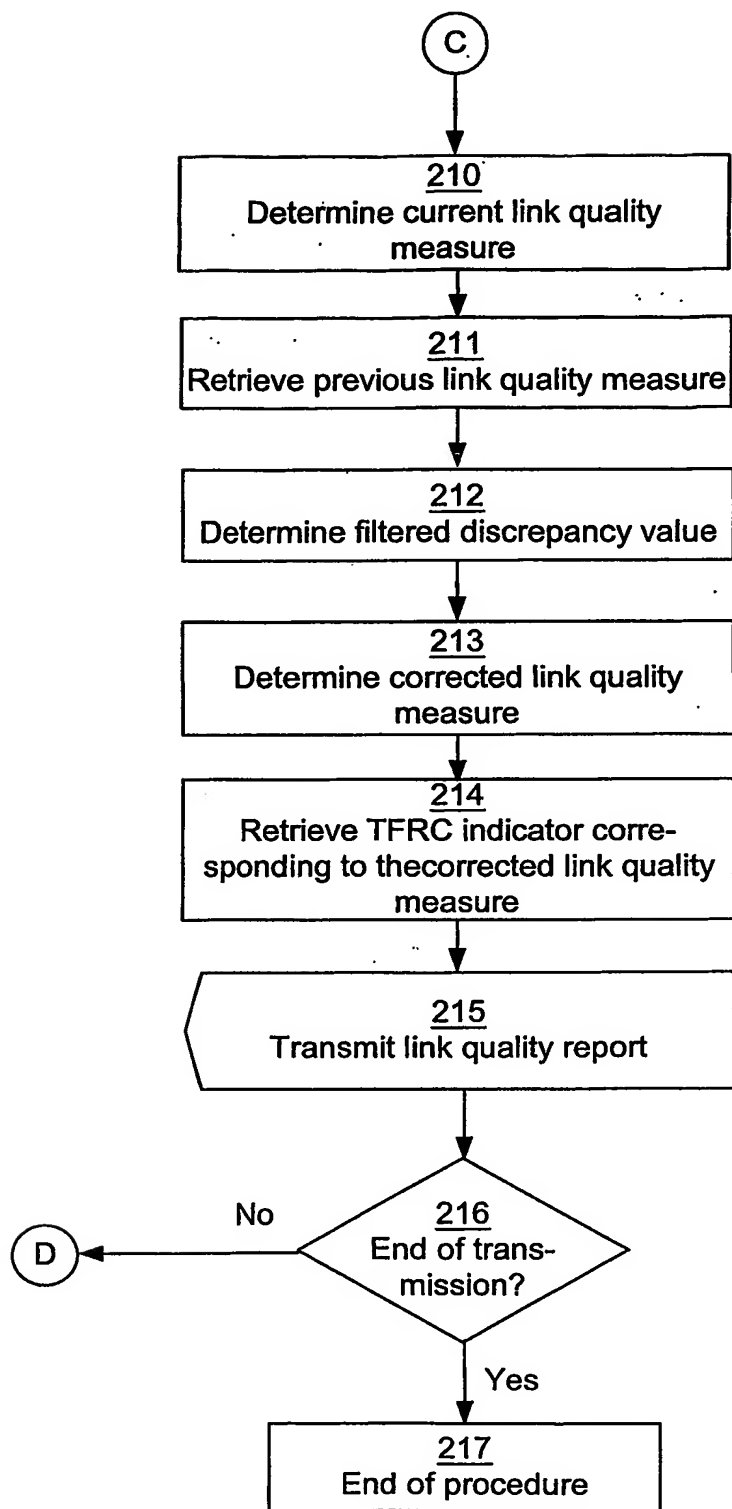 C
210
Determine current link quality
measure
211
Retrieve previous link quality measure
212
Determine filtered discrepancy value
213
Determine corrected link quality
measure
214
Retrieve TFRC indicator corre-
sponding to thecorrected link quality
measure
215
Transmit link quality report
No
216
End of trans-
mission?
D
Yes
217
End of procedure